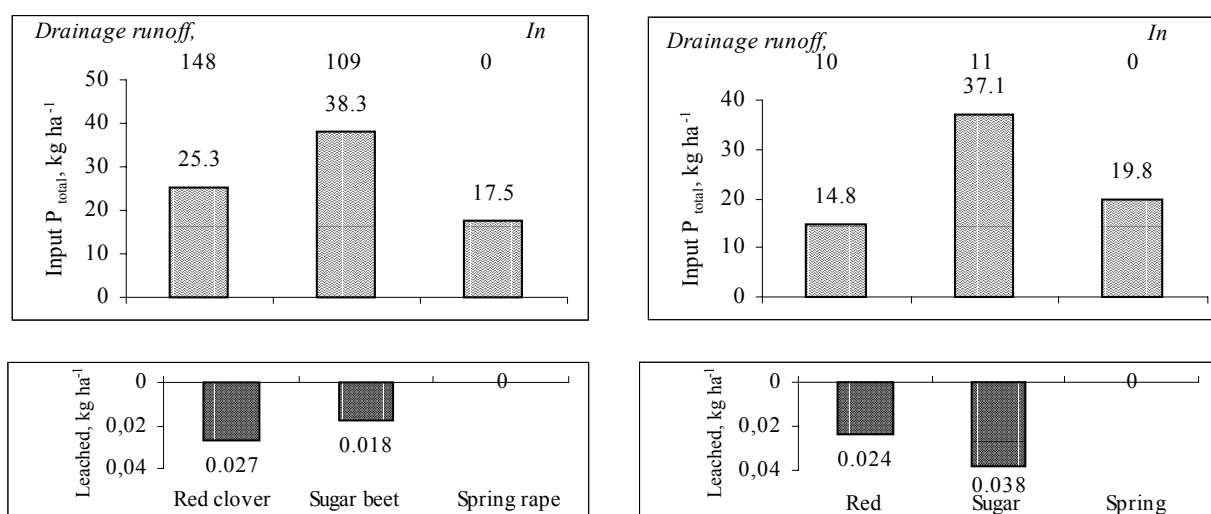 Drainage runoff, In
148 109 0
50
40
30
20
10
0
Input P total, kg ha-1
25.3
38.3
17.5
Drainage runoff, In
10 11 0
40
30
20
10
0
Input P total, kg ha-1
14.8
37.1
19.8
Leached, kg ha-1
0
0,02
0,04
0.027
0.018
0
Red clover Sugar beet Spring rape
Leached, kg ha-1
0
0,02
0,04
0.024
0.038
0
Red Sugar Spring